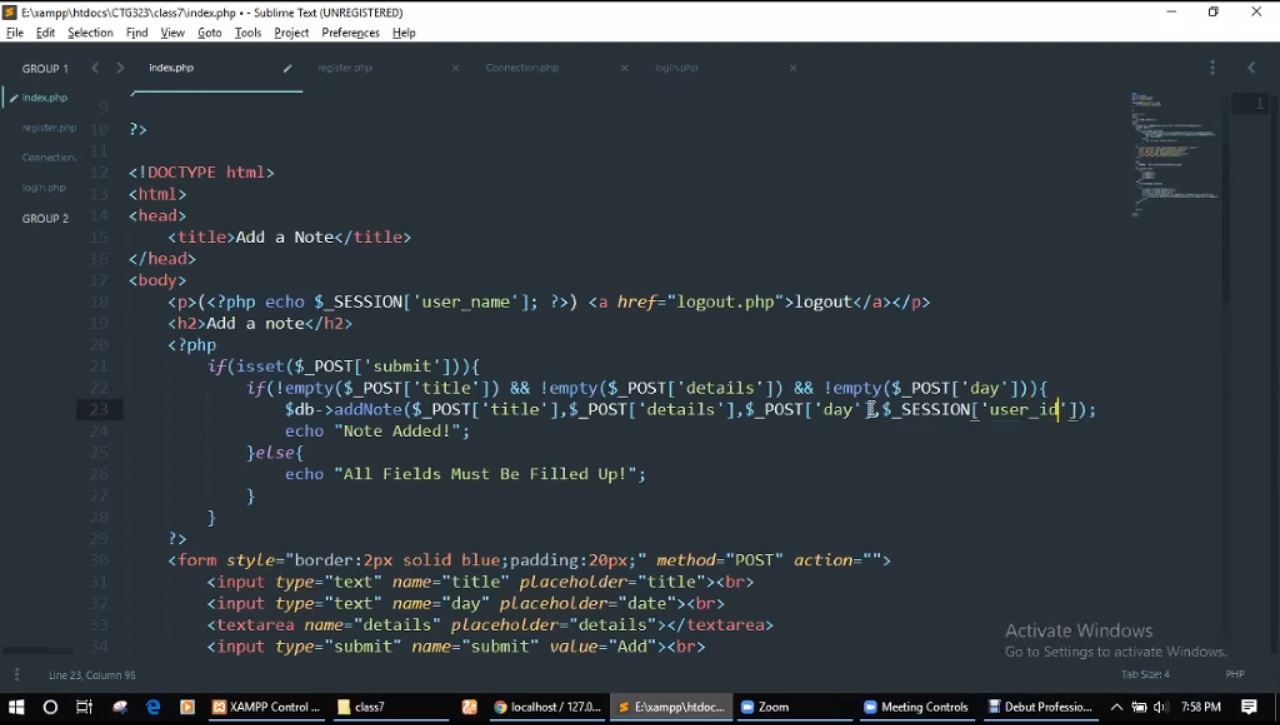 E:\xampp\htdocs\CTG323\class7\index.php • - Sublime Text (UNREGISTERED)
File Edit Selection Find View Goto Tools Project Preferences Help
GROUP 1 index.php register.php Connection.php login.php
index.php
register.php
Connection.
login.php
GROUP 2
1
9
10 ?>
11
12 <!DOCTYPE html>
13 <html>
14 <head>
15 <title>Add a Note</title>
16 </head>
17 <body>
18 <p>(<?php echo $_SESSION['user_name']; ?>) <a href="logout.php">logout</a></p>
19 <h2>Add a note</h2>
20 <?php
21 if(isset($_POST['submit'])){
22 if(!empty($_POST['title']) && !empty($_POST['details']) && !empty($_POST['day'])){
23 $db->addNote($_POST['title'],$_POST['details'],$_POST['day'],$_SESSION['user_id']);
24 echo "Note Added!";
25 }else{
26 echo "All Fields Must Be Filled Up!";
27 }
28 }
29 ?>
30 <form style="border:2px solid blue;padding:20px;" method="POST" action="">
31 <input type="text" name="title" placeholder="title"><br>
32 <input type="text" name="day" placeholder="date"><br>
33 <textarea name="details" placeholder="details"></textarea>
34 <input type="submit" name="submit" value="Add"><br>
Activate Windows
Go to Settings to activate Windows.
Line 23, Column 95 Tab Size: 4 PHP
XAMPP Control ... class7 localhost / 127.0... E:\xampp\htdoc... Zoom Meeting Controls Debut Professio... 7:58 PM